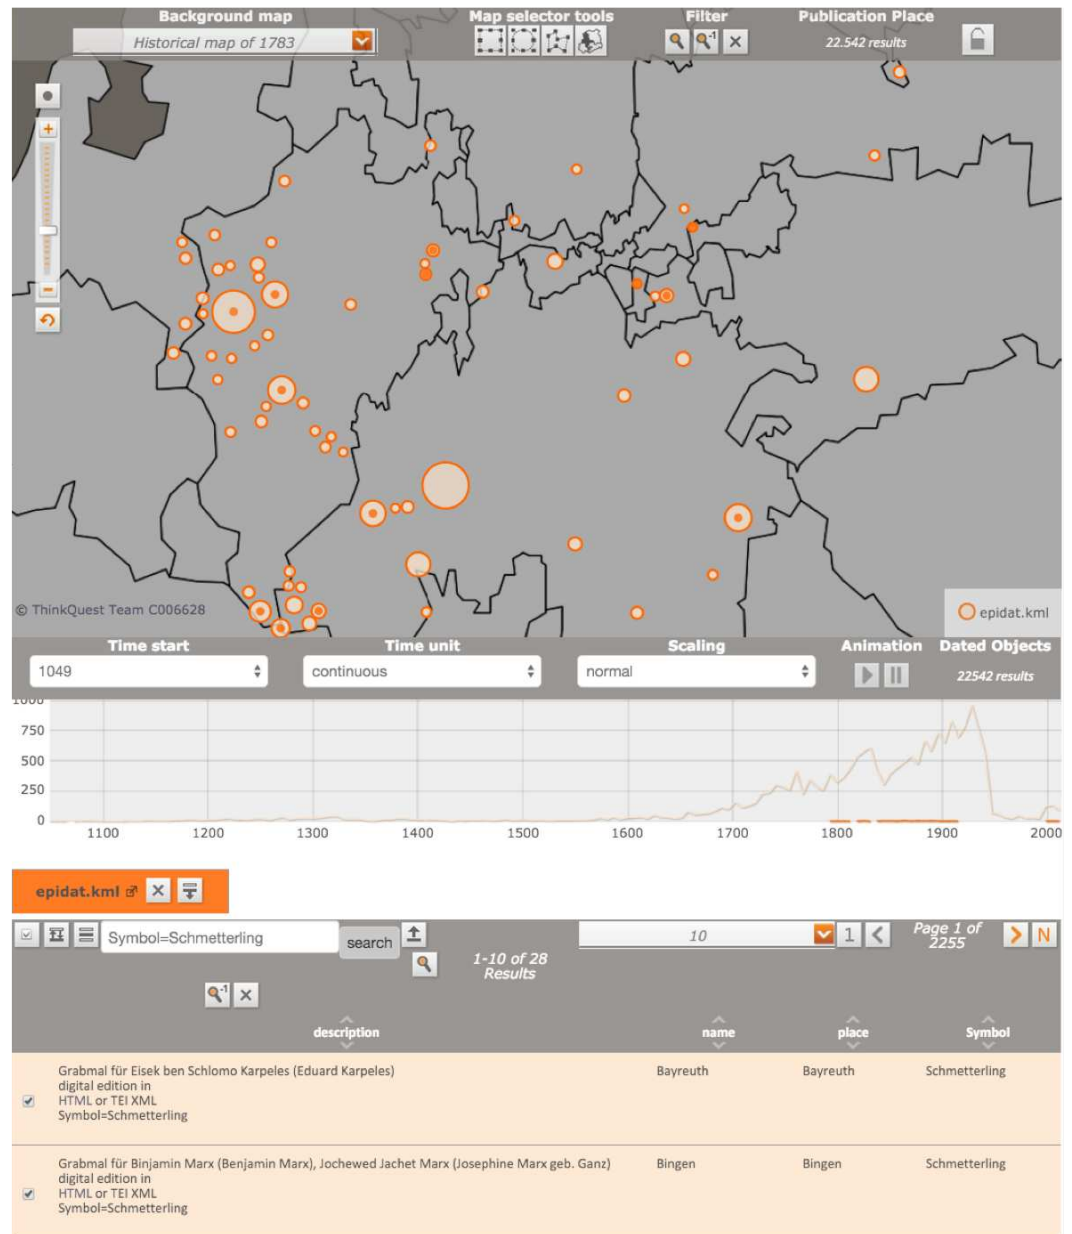 Background map
Map selector tools
Filter
Publication Place
Historical map of 1783
22.542 results
-1
© ThinkQuest Team C006628
epidat.kml
Time start
Time unit
Scaling
Animation
Dated Objects
1049
continuous
normal
22542 results
1000
750
500
250
0
1100 1200 1300 1400 1500 1600 1700 1800 1900 2000
epidat.kml
Symbol=Schmetterling
search
1-10 of 28
Results
10
1
Page 1 of
2255
N
-1
description
name
place
Symbol
Grabmal für Eisek ben Schlomo Karpeles (Eduard Karpeles)
Bayreuth
Bayreuth
Schmetterling
digital edition in
HTML or TEI XML
Symbol=Schmetterling
Grabmal für Binjamin Marx (Benjamin Marx), Jochewed Jachet Marx (Josephine Marx geb. Ganz)
Bingen
Bingen
Schmetterling
digital edition in
HTML or TEI XML
Symbol=Schmetterling